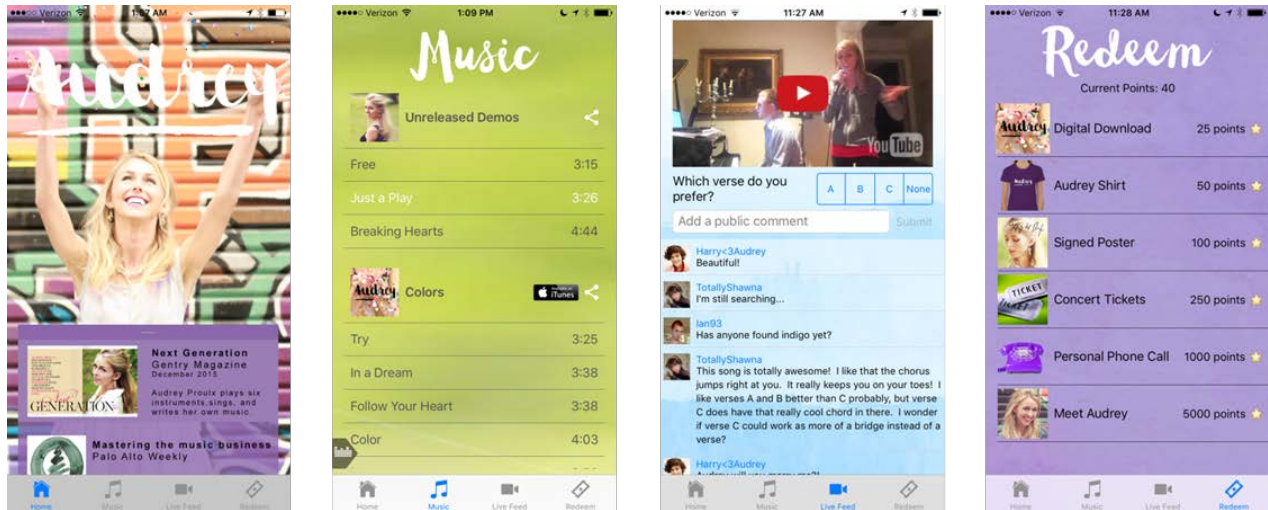 Verizon
Audrey
Next Generation
Gentry Magazine
December 2015
Audrey Proulx plays six
instruments,sings, and
writes her own music.
GENERATION
Mastering the music business
Palo Alto Weekly
Home
Music
Live Feed
Redeem
Verizon
1:09 PM
Music
Unreleased Demos
Free
3:15
Just a Play
3:26
Breaking Hearts
4:44
Audrey
Colors
iTunes
Try
3:25
In a Dream
3:38
Follow Your Heart
3:38
Color
4:03
Home
Music
Live Feed
Redeem
Verizon
11:27 AM
YouTube
Which verse do you
prefer?
A
B
C
None
Add a public comment
Submit
Harry<3Audrey
Beautiful!
TotallyShawna
I'm still searching...
Ian93
Has anyone found indigo yet?
TotallyShawna
This song is totally awesome! I like that the chorus
jumps right at you. It really keeps you on your toes! I
like verses A and B better than C probably, but verse
C does have that really cool chord in there. I wonder
if verse C could work as more of a bridge instead of a
verse?
Harry<3Audrey
Home
Music
Live Feed
Redeem
Verizon
11:28 AM
Redeem
Current Points: 40
Audrey
Digital Download
25 points
Audrey Shirt
50 points
Signed Poster
100 points
TICKET
Concert Tickets
250 points
Personal Phone Call
1000 points
Meet Audrey
5000 points
Home
Music
Live Feed
Redeem